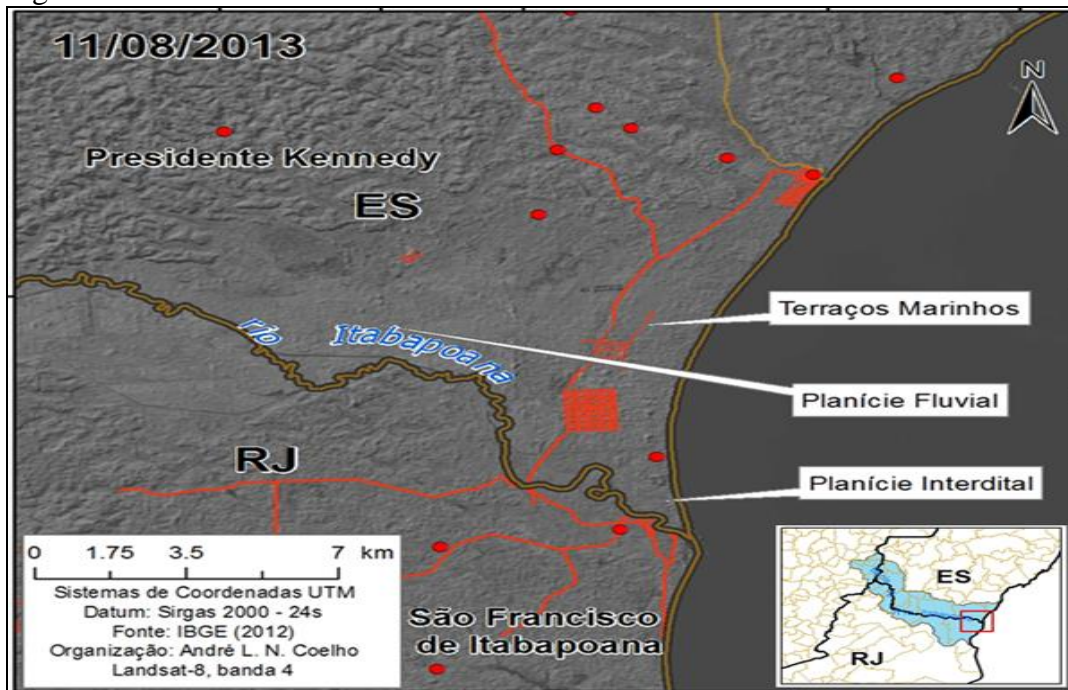 11/08/2013
N
Presidente Kennedy
ES
Terraços Marinhos
rio Itabapoana
Planície Fluvial
RJ
Planície Interdital
0 1.75 3.5 7 km
Sistemas de Coordenadas UTM
Datum: Sirgas 2000 - 24s
Fonte: IBGE (2012)
Organização: André L. N. Coelho
Landsat-8, banda 4
São Francisco
de Itabapoana
ES
RJ